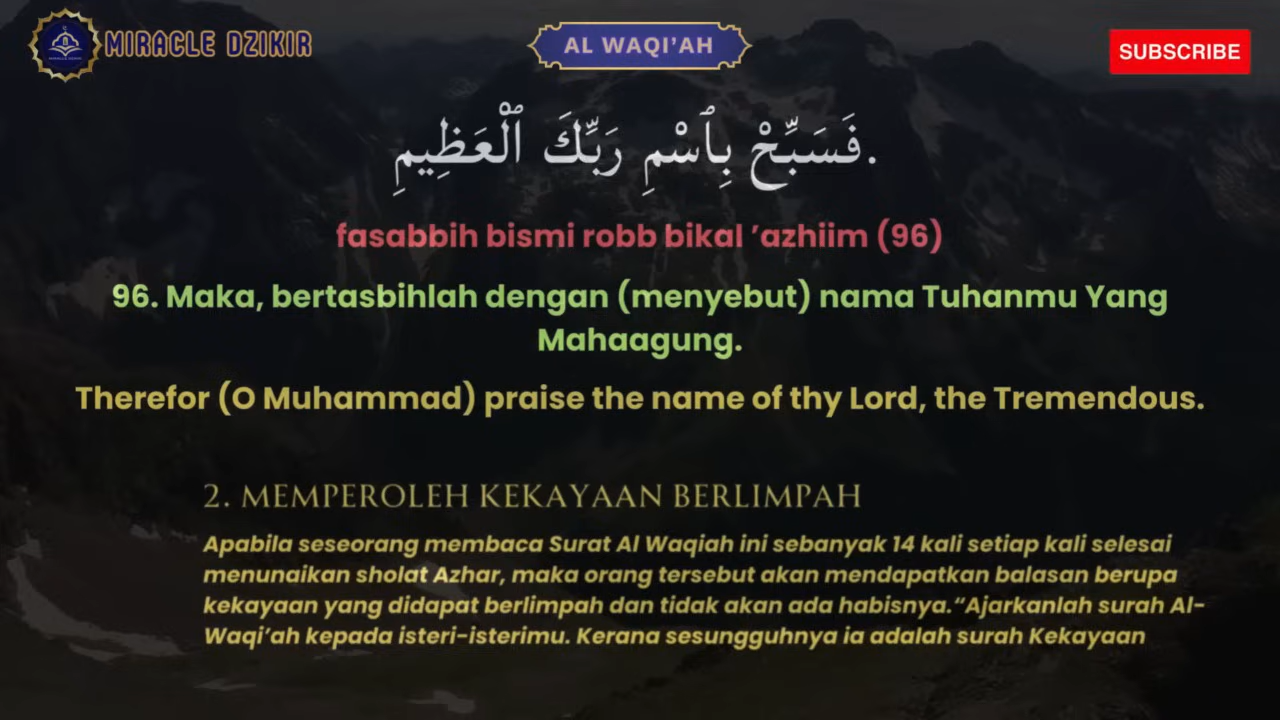 MIRACLE DZIKIR
AL WAQI'AH
SUBSCRIBE
فَسَبِّحْ بِٱسْمِ رَبِّكَ ٱلْعَظِيمِ.
fasabbih bismi robb bikal ’azhiim (96)
96. Maka, bertasbihlah dengan (menyebut) nama Tuhanmu Yang
Mahaagung.
Therefor (O Muhammad) praise the name of thy Lord, the Tremendous.
2. MEMPEROLEH KEKAYAAN BERLIMPAH
Apabila seseorang membaca Surat Al Waqiah ini sebanyak 14 kali setiap kali selesai
menunaikan sholat Azhar, maka orang tersebut akan mendapatkan balasan berupa
kekayaan yang didapat berlimpah dan tidak akan ada habisnya.“Ajarkanlah surah Al-
Waqi’ah kepada isteri-isterimu. Kerana sesungguhnya ia adalah surah Kekayaan